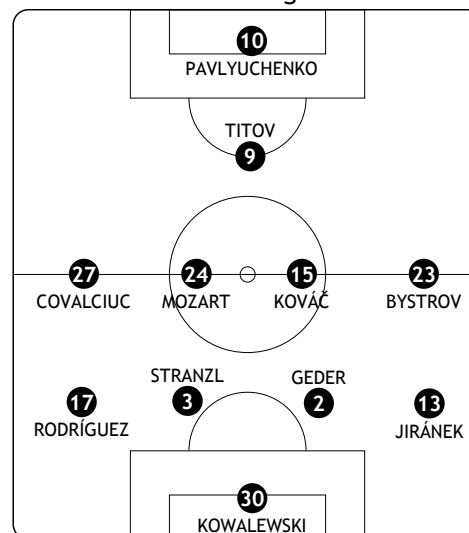 10
PAVLYUCHENKO
TITOV
9
27 24 15 23
COVALCIUC MOZART KOVÁČ BYSTROV
STRANZL GEDER
17 3 2 13
RODRÍGUEZ JIRÁNEK
30
KOWALEWSKI